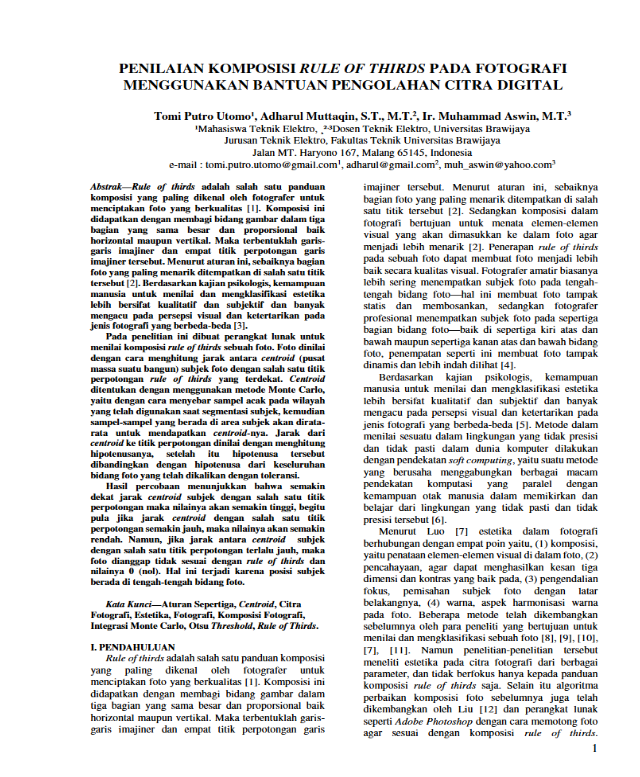 PENILAIAN KOMPOSISI RULE OF THIRDS PADA FOTOGRAFI
MENGGUNAKAN BANTUAN PENGOLAHAN CITRA DIGITAL
Tomi Putro Utomo¹, Adharul Muttaqin, S.T., M.T.², Ir. Muhammad Aswin, M.T.³
¹Mahasiswa Teknik Elektro, ²·³Dosen Teknik Elektro, Universitas Brawijaya
Jurusan Teknik Elektro, Fakultas Teknik Universitas Brawijaya
Jalan MT. Haryono 167, Malang 65145, Indonesia
e-mail : tomi.putro.utomo@gmail.com¹, adharul@gmail.com², muh_aswin@yahoo.com³
Abstrak—Rule of thirds adalah salah satu panduan
komposisi yang paling dikenal oleh fotografer untuk
menciptakan foto yang berkualitas [1]. Komposisi ini
didapatkan dengan membagi bidang gambar dalam tiga
bagian yang sama besar dan proporsional baik
horizontal maupun vertikal. Maka terbentuklah garis-
garis imajiner dan empat titik perpotongan garis
imajiner tersebut. Menurut aturan ini, sebaiknya bagian
foto yang paling menarik ditempatkan di salah satu titik
tersebut [2]. Berdasarkan kajian psikologis, kemampuan
manusia untuk menilai dan mengklasifikasi estetika
lebih bersifat kualitatif dan subjektif dan banyak
mengacu pada persepsi visual dan ketertarikan pada
jenis fotografi yang berbeda-beda [3].
Pada penelitian ini dibuat perangkat lunak untuk
menilai komposisi rule of thirds sebuah foto. Foto dinilai
dengan cara menghitung jarak antara centroid (pusat
massa suatu bangun) subjek foto dengan salah satu titik
perpotongan rule of thirds yang terdekat. Centroid
ditentukan dengan menggunakan metode Monte Carlo,
yaitu dengan cara menyebar sampel acak pada wilayah
yang telah digunakan saat segmentasi subjek, kemudian
sampel-sampel yang berada di area subjek akan dirata-
rata untuk mendapatkan centroid-nya. Jarak dari
centroid ke titik perpotongan dinilai dengan menghitung
hipotenusanya, setelah itu hipotenusa tersebut
dibandingkan dengan hipotenusa dari keseluruhan
bidang foto yang telah dikalikan dengan toleransi.
Hasil percobaan menunjukkan bahwa semakin
dekat jarak centroid subjek dengan salah satu titik
perpotongan maka nilainya akan semakin tinggi, begitu
pula jika jarak centroid dengan salah satu titik
perpotongan semakin jauh, maka nilainya akan semakin
rendah. Namun, jika jarak antara centroid subjek
dengan salah satu titik perpotongan terlalu jauh, maka
foto dianggap tidak sesuai dengan rule of thirds dan
nilainya 0 (nol). Hal ini terjadi karena posisi subjek
berada di tengah-tengah bidang foto.
Kata Kunci—Aturan Sepertiga, Centroid, Citra
Fotografi, Estetika, Fotografi, Komposisi Fotografi,
Integrasi Monte Carlo, Otsu Threshold, Rule of Thirds.
I. PENDAHULUAN
Rule of thirds adalah salah satu panduan komposisi
yang paling dikenal oleh fotografer untuk
menciptakan foto yang berkualitas [1]. Komposisi ini
didapatkan dengan membagi bidang gambar dalam
tiga bagian yang sama besar dan proporsional baik
horizontal maupun vertikal. Maka terbentuklah garis-
garis imajiner dan empat titik perpotongan garis
imajiner tersebut. Menurut aturan ini, sebaiknya
bagian foto yang paling menarik ditempatkan di salah
satu titik tersebut [2]. Sedangkan komposisi dalam
fotografi bertujuan untuk menata elemen-elemen
visual yang akan dimasukkan ke dalam foto agar
menjadi lebih menarik [2]. Penerapan rule of thirds
pada sebuah foto dapat membuat foto menjadi lebih
baik secara kualitas visual. Fotografer amatir biasanya
lebih sering menempatkan subjek foto pada tengah-
tengah bidang foto—hal ini membuat foto tampak
statis dan membosankan, sedangkan fotografer
profesional menempatkan subjek foto pada sepertiga
bagian bidang foto—baik di sepertiga kiri atas dan
bawah maupun sepertiga kanan atas dan bawah bidang
foto, penempatan seperti ini membuat foto tampak
dinamis dan lebih indah dilihat [4].
Berdasarkan kajian psikologis, kemampuan
manusia untuk menilai dan mengklasifikasi estetika
lebih bersifat kualitatif dan subjektif dan banyak
mengacu pada persepsi visual dan ketertarikan pada
jenis fotografi yang berbeda-beda [5]. Metode dalam
menilai sesuatu dalam lingkungan yang tidak presisi
dan tidak pasti dalam dunia komputer dilakukan
dengan pendekatan soft computing, yaitu suatu metode
yang berusaha menggabungkan berbagai macam
pendekatan komputasi yang paralel dengan
kemampuan otak manusia dalam memikirkan dan
belajar dari lingkungan yang tidak pasti dan tidak
presisi tersebut [6].
Menurut Luo [7] estetika dalam fotografi
berhubungan dengan empat poin yaitu, (1) komposisi,
yaitu penataan elemen-elemen visual di dalam foto, (2)
pencahayaan, agar dapat menghasilkan kesan tiga
dimensi dan kontras yang baik pada, (3) pengendalian
fokus, pemisahan subjek foto dengan latar
belakangnya, (4) warna, aspek harmonisasi warna
pada foto. Beberapa metode telah dikembangkan
sebelumnya oleh para peneliti yang bertujuan untuk
menilai dan mengklasifikasi sebuah foto [8], [9], [10],
[7], [11]. Namun penelitian-penelitian tersebut
meneliti estetika pada citra fotografi dari berbagai
parameter, dan tidak berfokus hanya kepada panduan
komposisi rule of thirds saja. Selain itu algoritma
perbaikan komposisi foto sebelumnya juga telah
dikembangkan oleh Liu [12] dan perangkat lunak
seperti Adobe Photoshop dengan cara memotong foto
agar sesuai dengan komposisi rule of thirds.
1